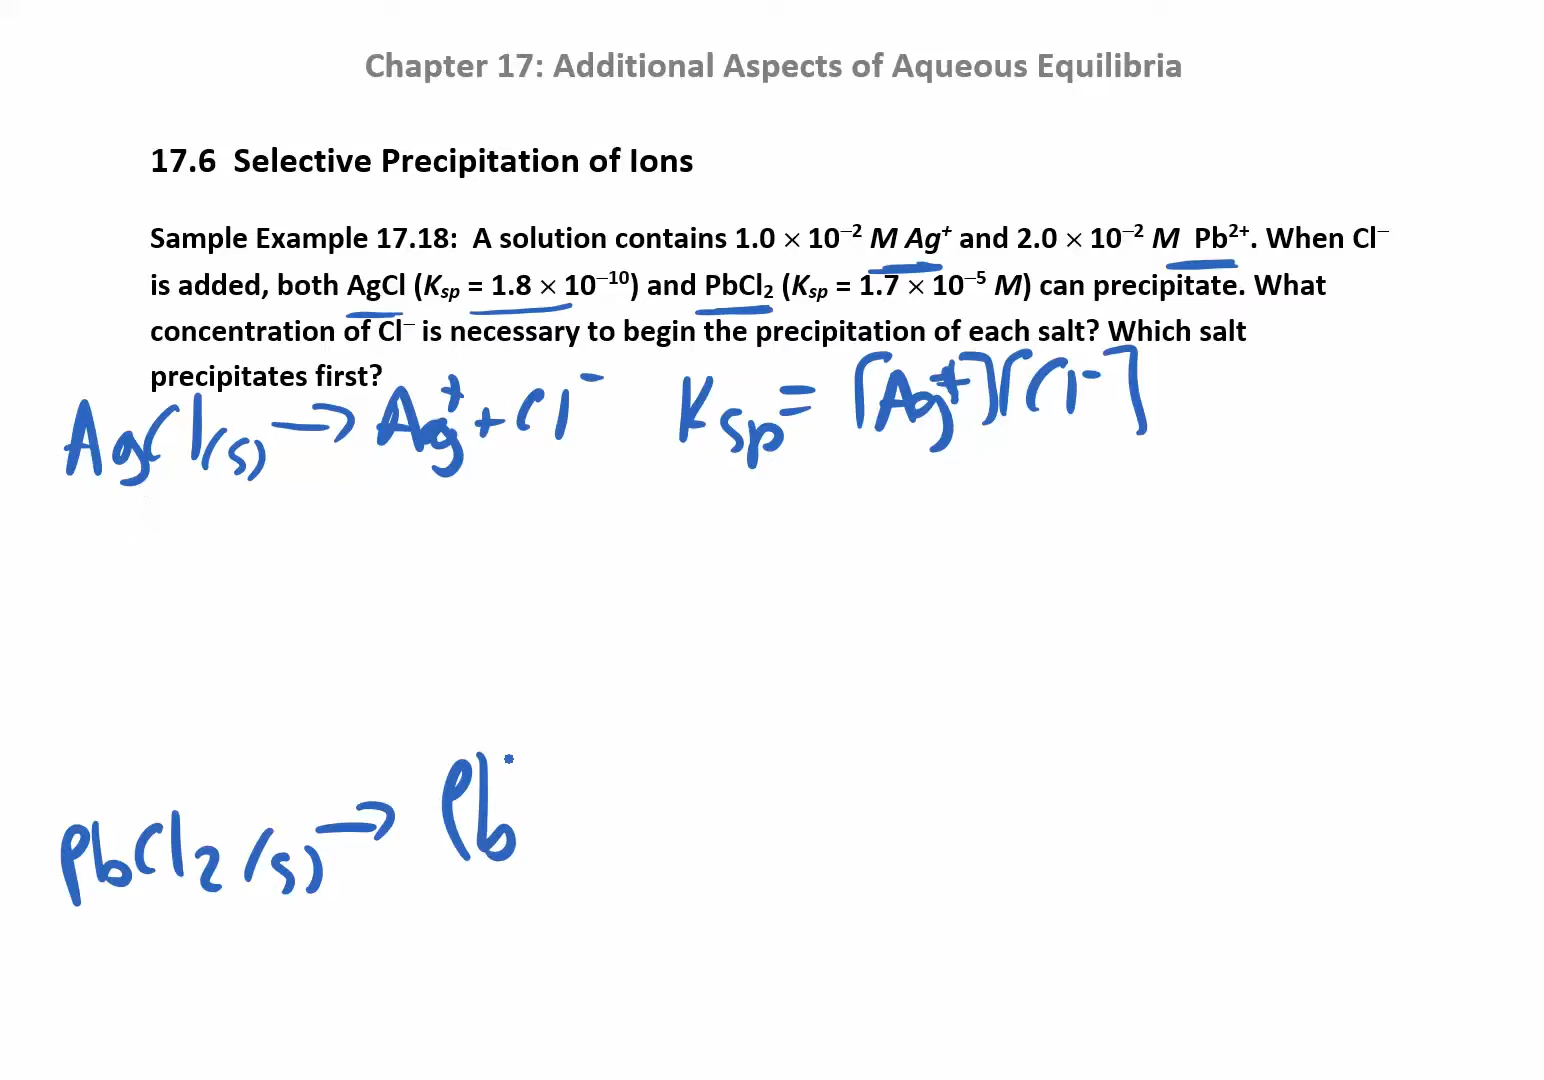 Chapter 17: Additional Aspects of Aqueous Equilibria
17.6 Selective Precipitation of Ions
Sample Example 17.18: A solution contains 1.0 × 10⁻² M Ag⁺ and 2.0 × 10⁻² M Pb²⁺. When Cl⁻
is added, both AgCl (Ksp = 1.8 × 10⁻¹⁰) and PbCl₂ (Ksp = 1.7 × 10⁻⁵ M) can precipitate. What
concentration of Cl⁻ is necessary to begin the precipitation of each salt? Which salt
precipitates first?
AgCl(s) → Ag⁺ + Cl⁻ Ksp = [Ag⁺][Cl⁻]
PbCl₂(s) → Pb